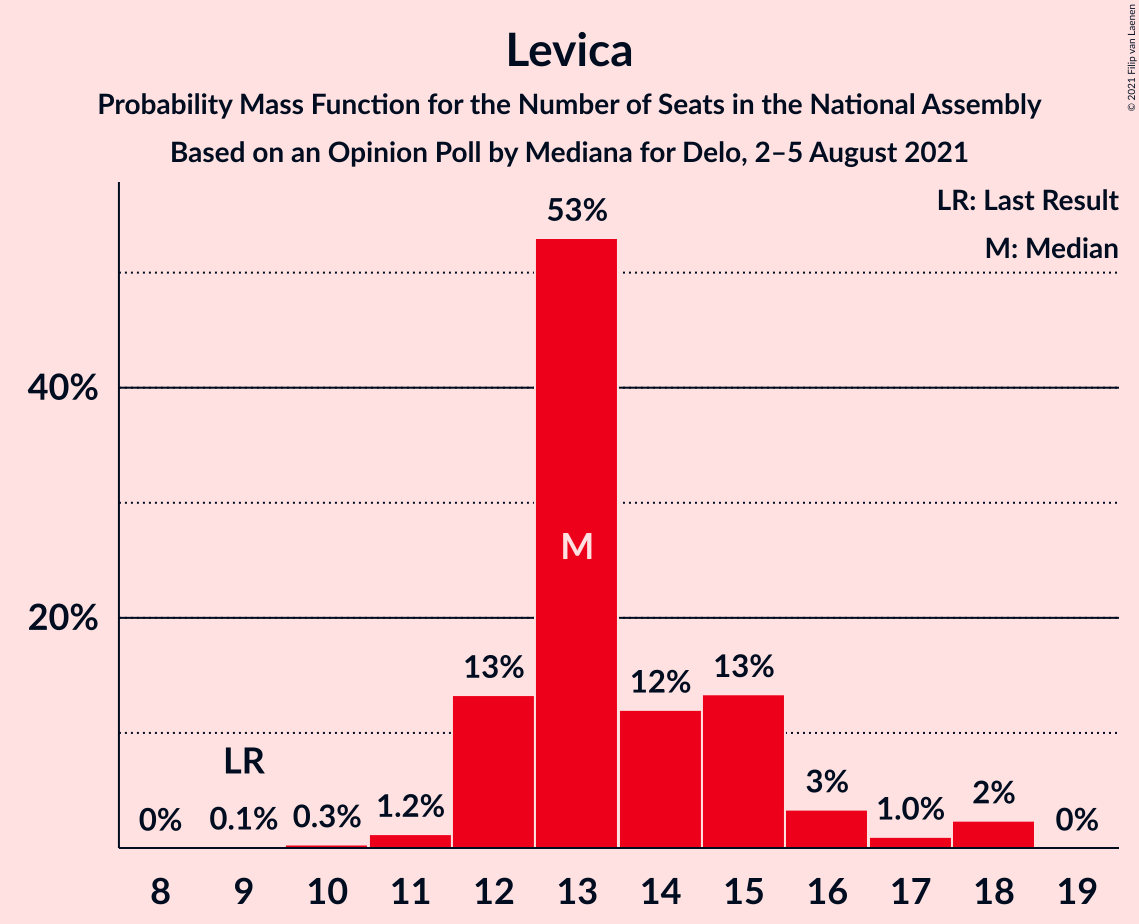 Levica
Probability Mass Function for the Number of Seats in the National Assembly
Based on an Opinion Poll by Mediana for Delo, 2–5 August 2021
© 2021 Filip van Laenen
LR: Last Result
M: Median
40%
20%
0%
0.1%
0.3%
1.2%
13%
53%
12%
13%
3%
1.0%
2%
0%
LR
M
8 9 10 11 12 13 14 15 16 17 18 19